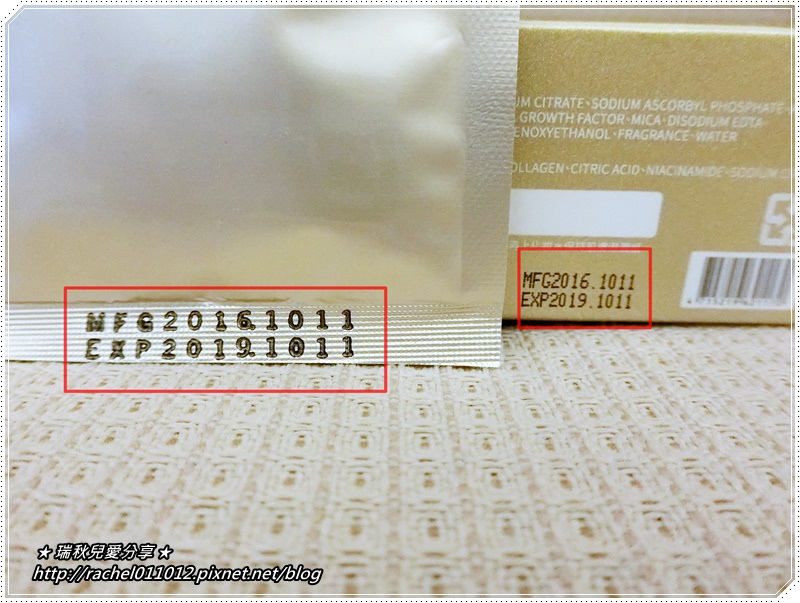 UM CITRATE、SODIUM ASCORBYL PHOSPHATE、
GROWTH FACTOR、MICA、DISODIUM EDTA、
ENOXYETHANOL、FRAGRANCE、WATER
OLLAGEN、CITRIC ACID、NIACINAMIDE、SODIUM
MFG2016.1011
EXP2019.1011
MFG2016.1011
EXP2019.1011
★ 瑞秋兒愛分享 ★
http://rachel011012.pixnet.net/blog